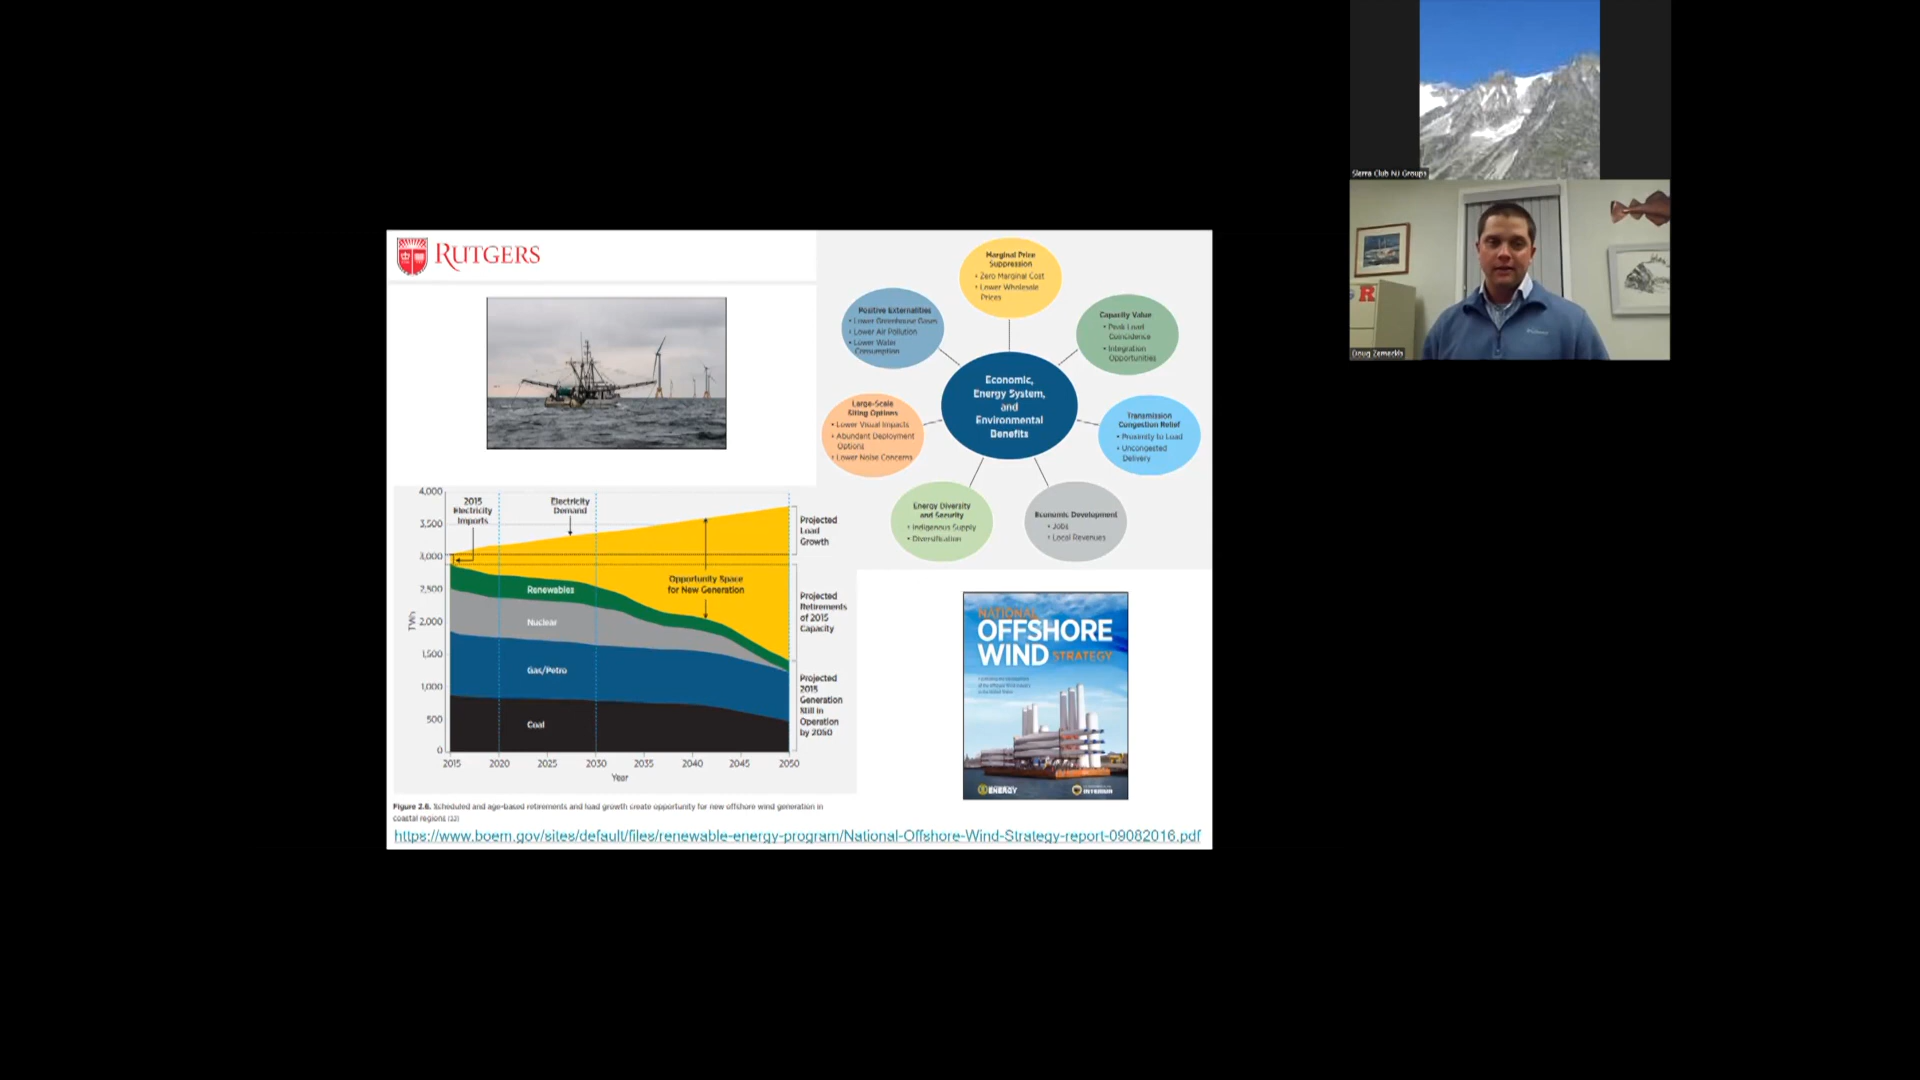 Sierra Club NJ Groups
Doug Zemeckis
RUTGERS
Marginal Price
Suppression
• Zero Marginal Cost
• Lower Wholesale
Prices
Positive Externalities
• Lower Greenhouse Gases
• Lower Air Pollution
• Lower Water
Consumption
Capacity Value
• Peak Load
Coincidence
• Integration
Opportunities
Economic,
Energy System,
and
Environmental
Benefits
Large-Scale
Siting Options
• Lower Visual Impacts
• Abundant Deployment
Options
• Lower Noise Concerns
Transmission
Congestion Relief
• Proximity to Load
• Uncongested
Delivery
Energy Diversity
and Security
• Indigenous Supply
• Diversification
Economic Development
• Jobs
• Local Revenues
4,000
3,500
3,000
2,500
2,000
1,500
1,000
500
0
TWh
2015
Electricity
Imports
Electricity
Demand
Opportunity Space
for New Generation
Renewables
Nuclear
Gas/Petro
Coal
Projected
Load
Growth
Projected
Retirements
of 2015
Capacity
Projected
2015
Generation
Still in
Operation
by 2050
2015 2020 2025 2030 2035 2040 2045 2050
Year
NATIONAL
OFFSHORE
WIND STRATEGY
ENERGY
INTERIOR
Figure 2.6. Scheduled and age-based retirements and load growth create opportunity for new offshore wind generation in
coastal regions
https://www.boem.gov/sites/default/files/renewable-energy-program/National-Offshore-Wind-Strategy-report-09082016.pdf
R